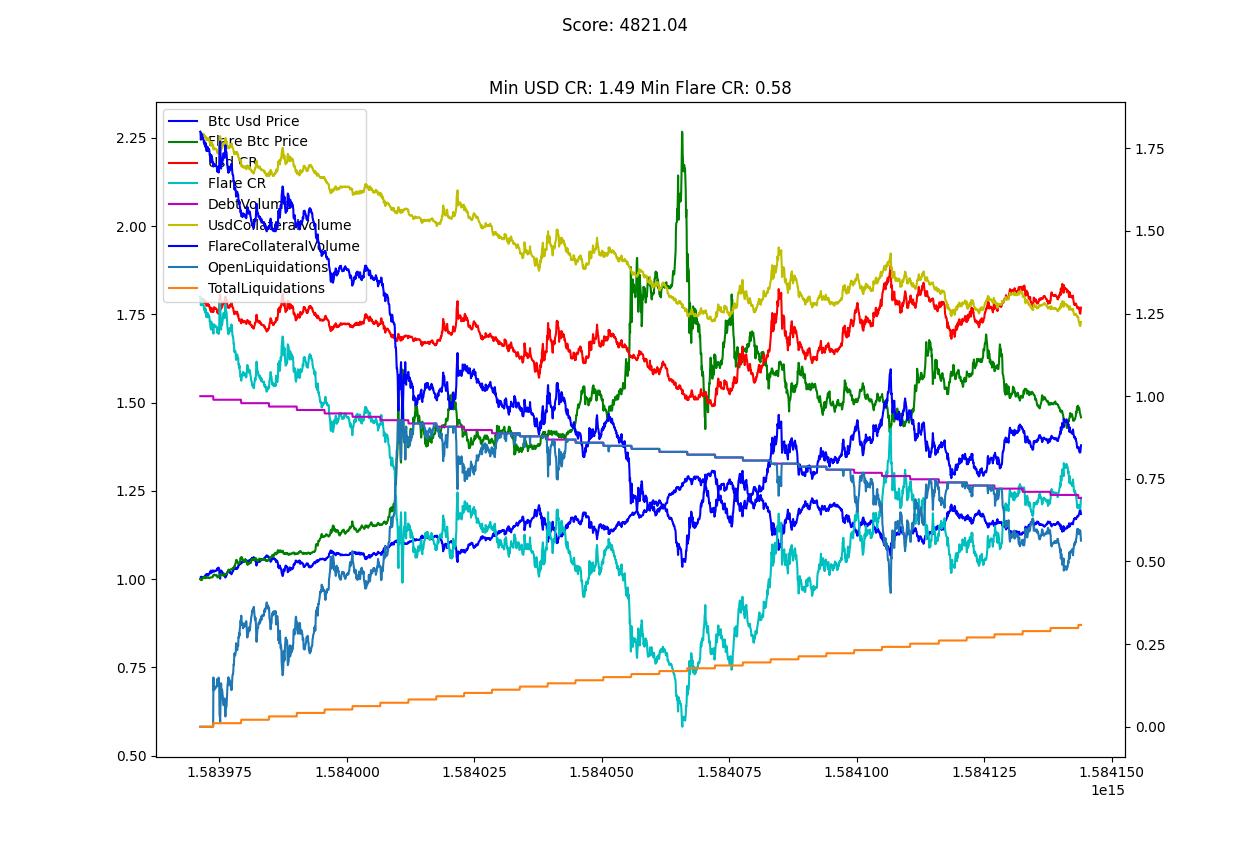 Score: 4821.04
Min USD CR: 1.49 Min Flare CR: 0.58
Btc Usd Price
Flare Btc Price
Usd CR
Flare CR
DebtVolume
UsdCollateralVolume
FlareCollateralVolume
OpenLiquidations
TotalLiquidations
2.25
2.00
1.75
1.50
1.25
1.00
0.75
0.50
1.75
1.50
1.25
1.00
0.75
0.50
0.25
0.00
1.583975 1.584000 1.584025 1.584050 1.584075 1.584100 1.584125 1.584150
1e15